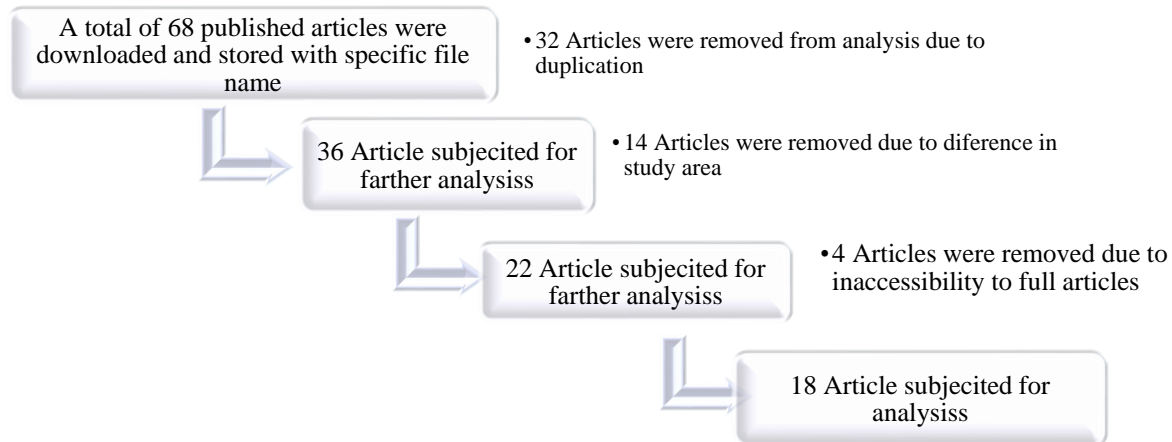 A total of 68 published articles were
downloaded and stored with specific file
name
• 32 Articles were removed from analysis due to
duplication
36 Article subjecited for
farther analysiss
• 14 Articles were removed due to diference in
study area
22 Article subjecited for
farther analysiss
• 4 Articles were removed due to
inaccessibility to full articles
18 Article subjecited for
analysiss